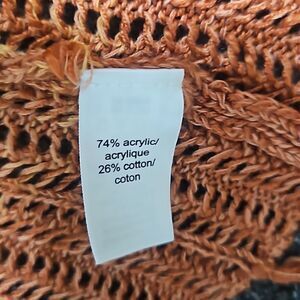 74% acrylic/
acrylique
26% cotton/
coton